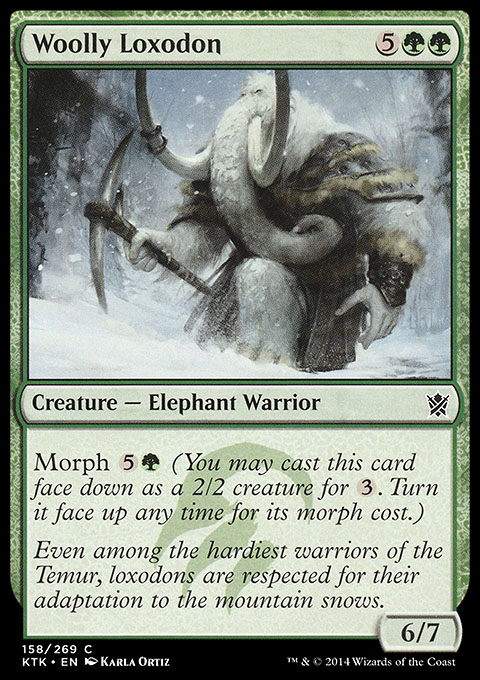 Woolly Loxodon 5
Creature — Elephant Warrior
Morph 5 (You may cast this card
face down as a 2/2 creature for 3. Turn
it face up any time for its morph cost.)
Even among the hardiest warriors of the
Temur, loxodons are respected for their
adaptation to the mountain snows.
6/7
158/269 C
KTK • EN Karla Ortiz
™ & © 2014 Wizards of the Coast